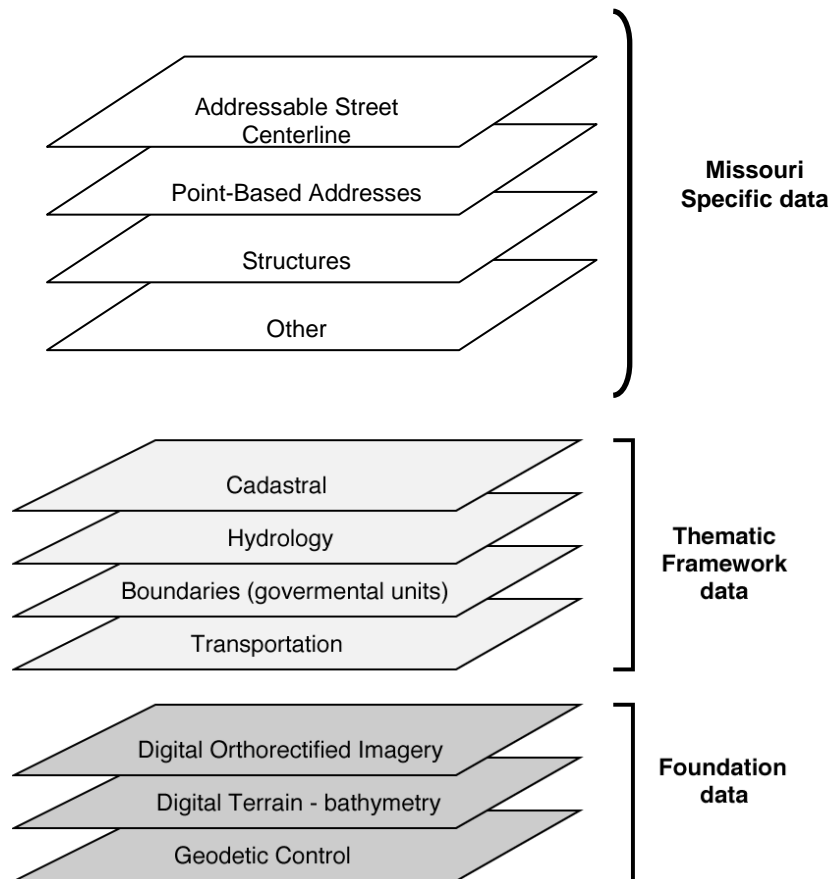 Addressable Street
Centerline
Point-Based Addresses
Structures
Other
Missouri
Specific data
Cadastral
Hydrology
Boundaries (govermental units)
Transportation
Thematic
Framework
data
Digital Orthorectified Imagery
Digital Terrain - bathymetry
Geodetic Control
Foundation
data